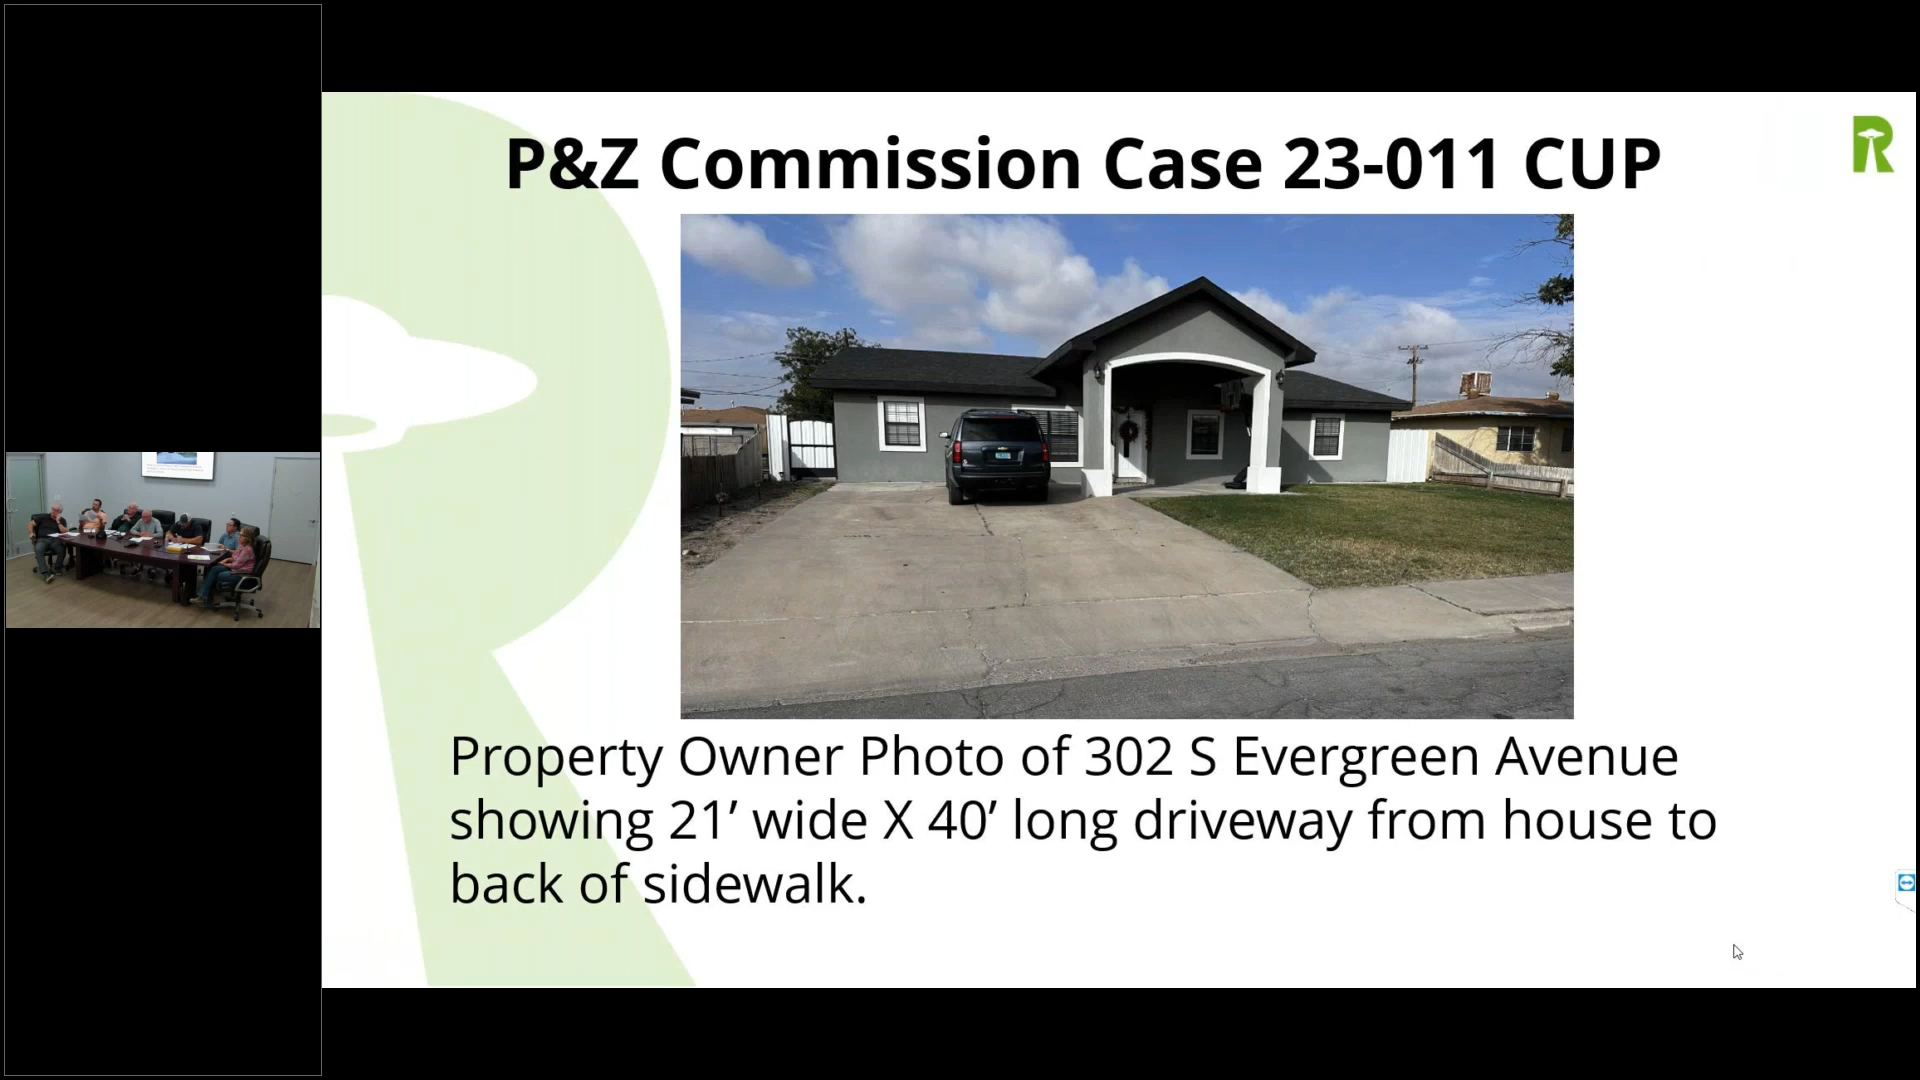 P&Z Commission Case 23-011 CUP
Property Owner Photo of 302 S Evergreen Avenue
showing 21’ wide X 40’ long driveway from house to
back of sidewalk.